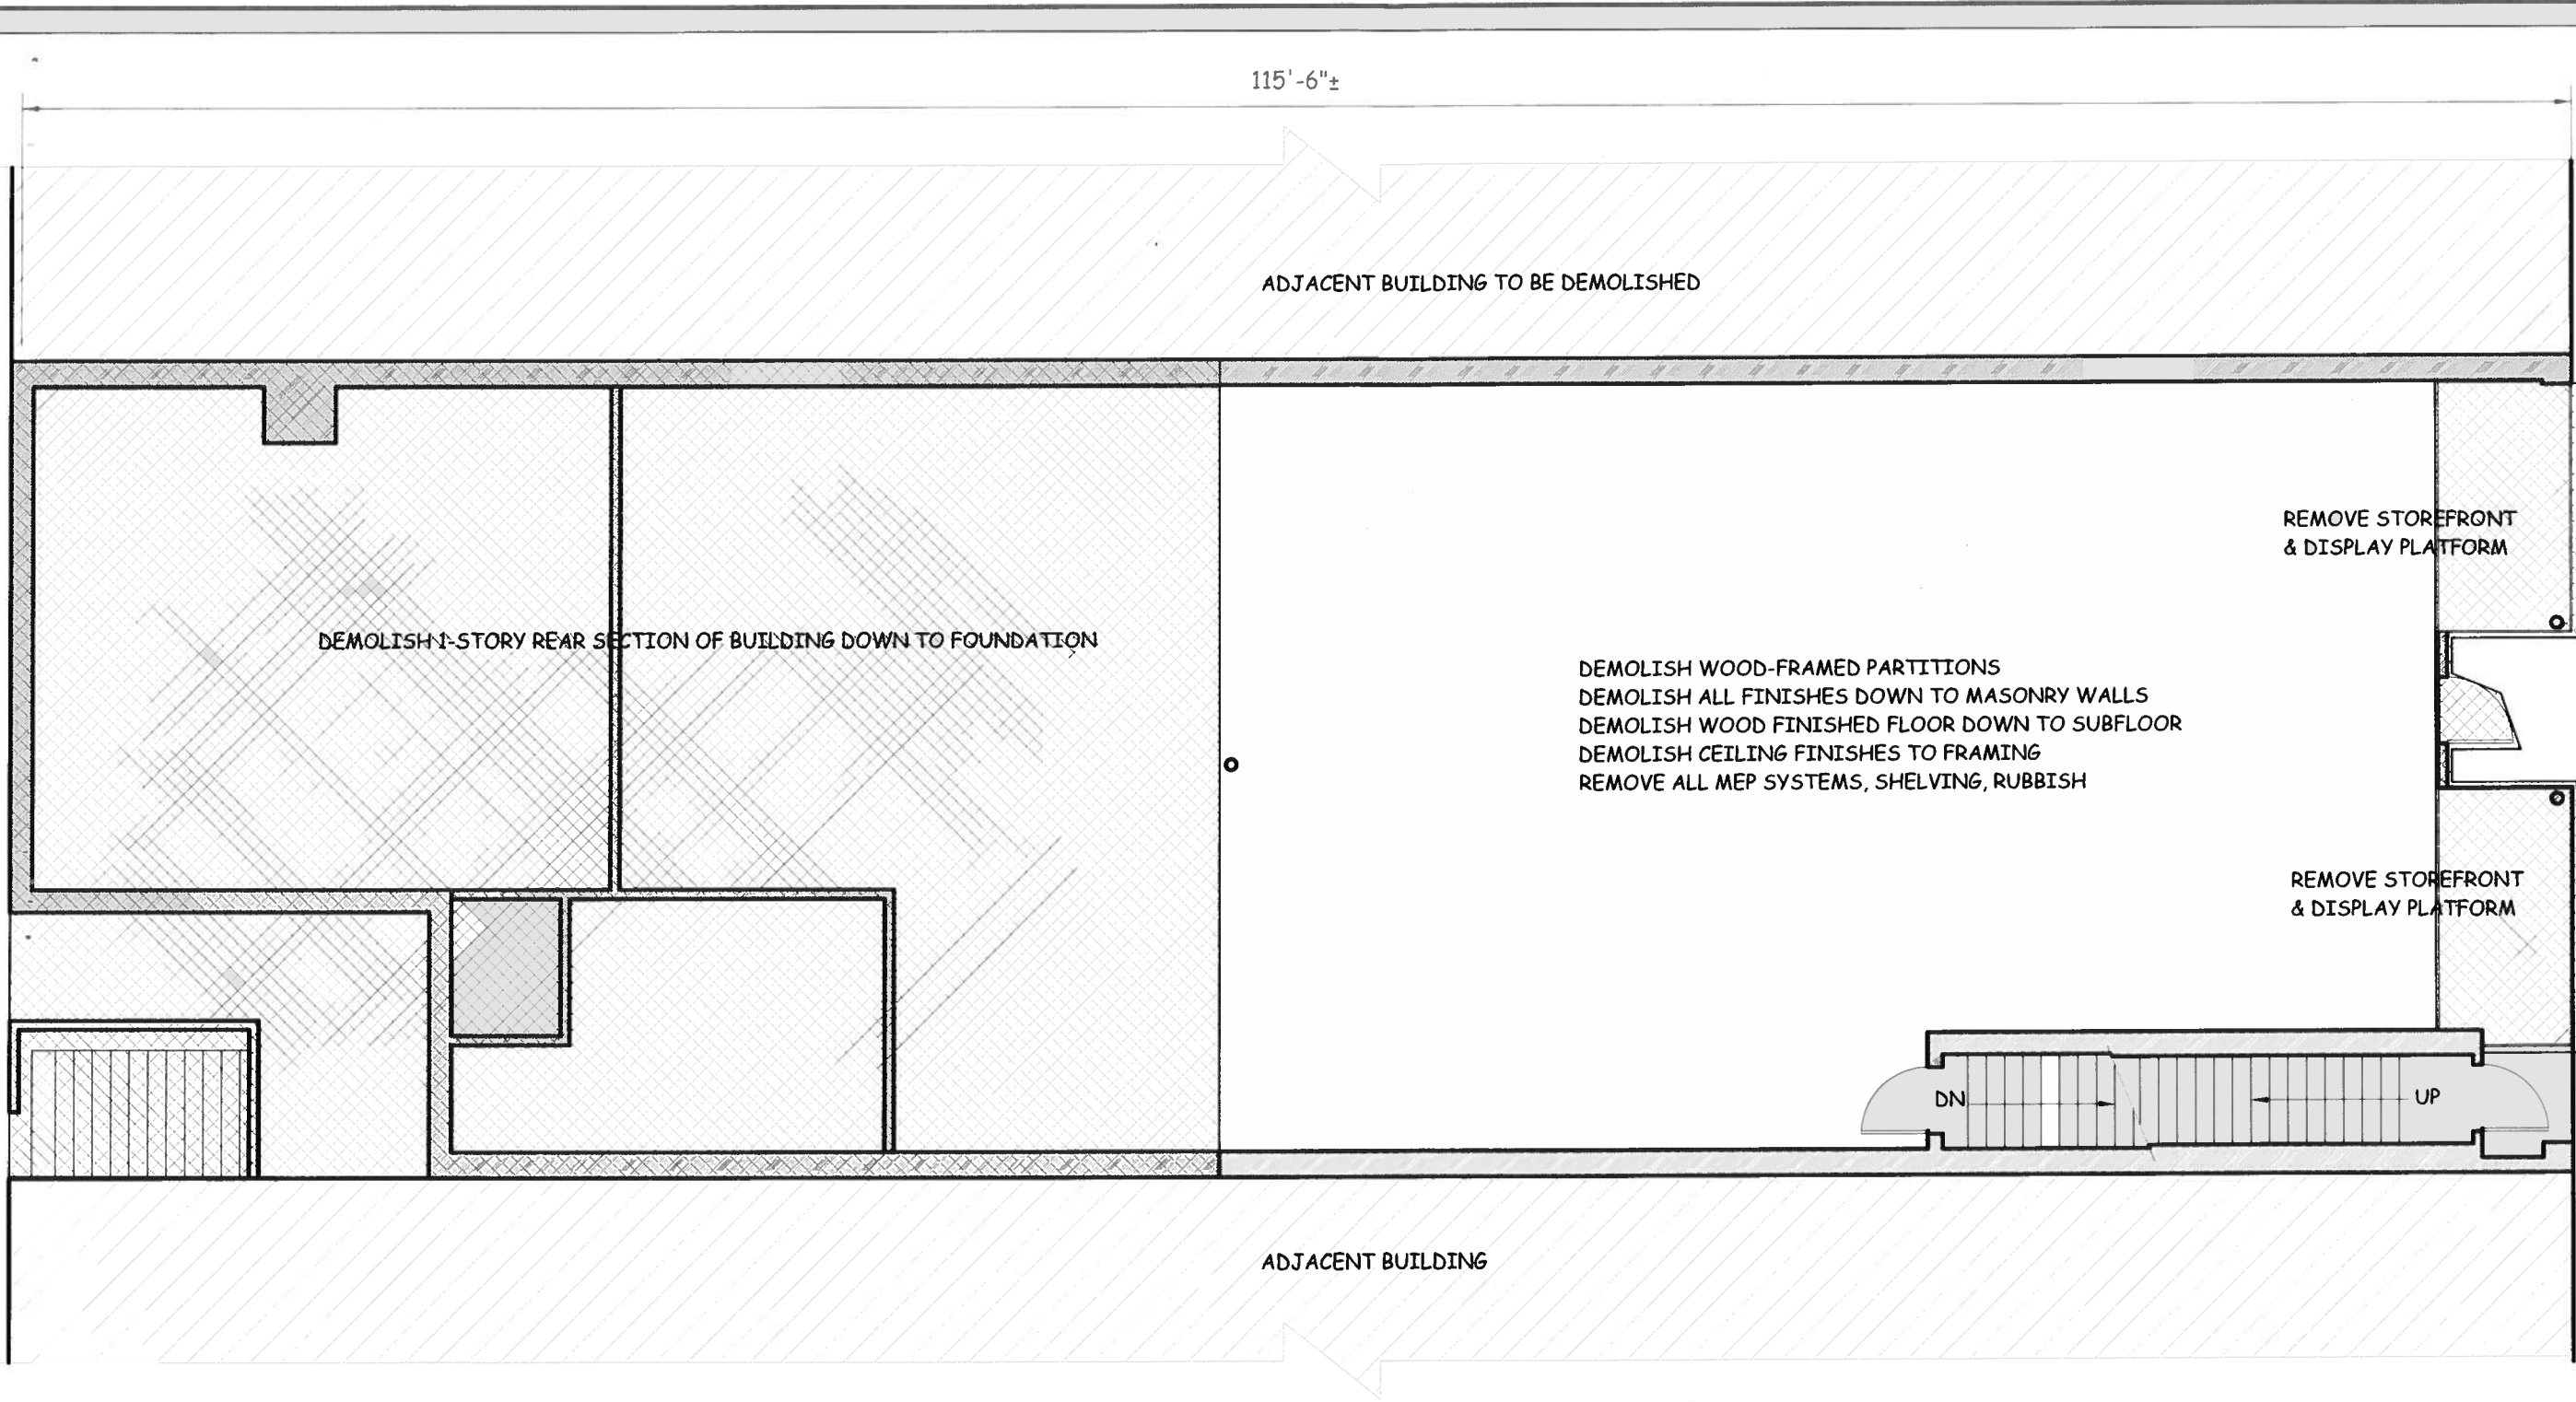 115'-6"±
ADJACENT BUILDING TO BE DEMOLISHED
REMOVE STOREFRONT
& DISPLAY PLATFORM
DEMOLISH 1-STORY REAR SECTION OF BUILDING DOWN TO FOUNDATION
DEMOLISH WOOD-FRAMED PARTITIONS
DEMOLISH ALL FINISHES DOWN TO MASONRY WALLS
DEMOLISH WOOD FINISHED FLOOR DOWN TO SUBFLOOR
DEMOLISH CEILING FINISHES TO FRAMING
REMOVE ALL MEP SYSTEMS, SHELVING, RUBBISH
REMOVE STOREFRONT
& DISPLAY PLATFORM
DN
UP
ADJACENT BUILDING